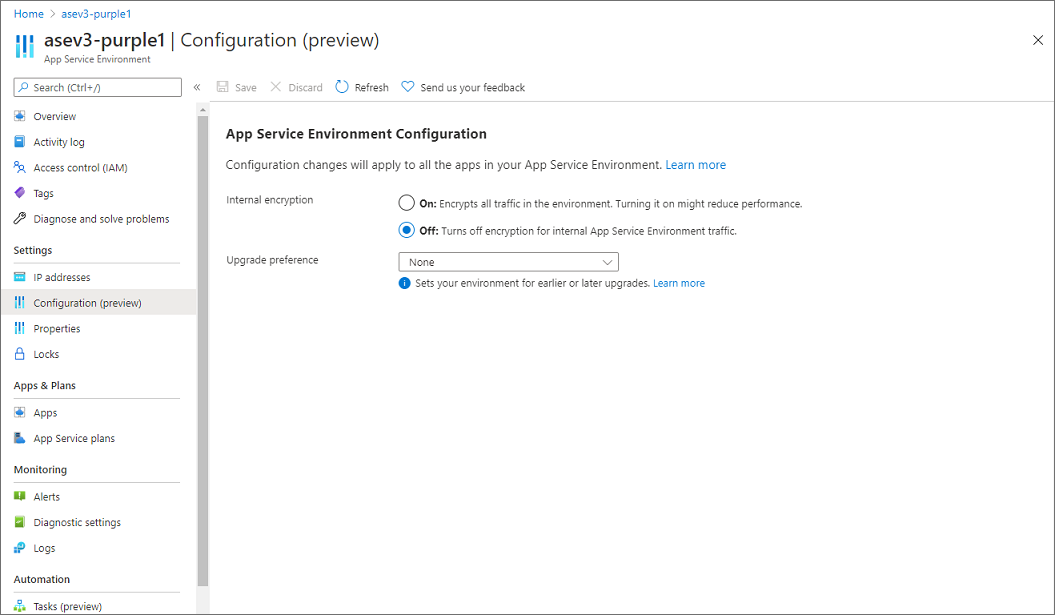 Home > asev3-purple1
asev3-purple1 | Configuration (preview)
App Service Environment
Search (Ctrl+/)
«
Save
Discard
Refresh
Send us your feedback
Overview
Activity log
Access control (IAM)
Tags
Diagnose and solve problems
Settings
IP addresses
Configuration (preview)
Properties
Locks
Apps & Plans
Apps
App Service plans
Monitoring
Alerts
Diagnostic settings
Logs
Automation
Tasks (preview)
App Service Environment Configuration
Configuration changes will apply to all the apps in your App Service Environment. Learn more
Internal encryption
On: Encrypts all traffic in the environment. Turning it on might reduce performance.
Off: Turns off encryption for internal App Service Environment traffic.
Upgrade preference
None
Sets your environment for earlier or later upgrades. Learn more